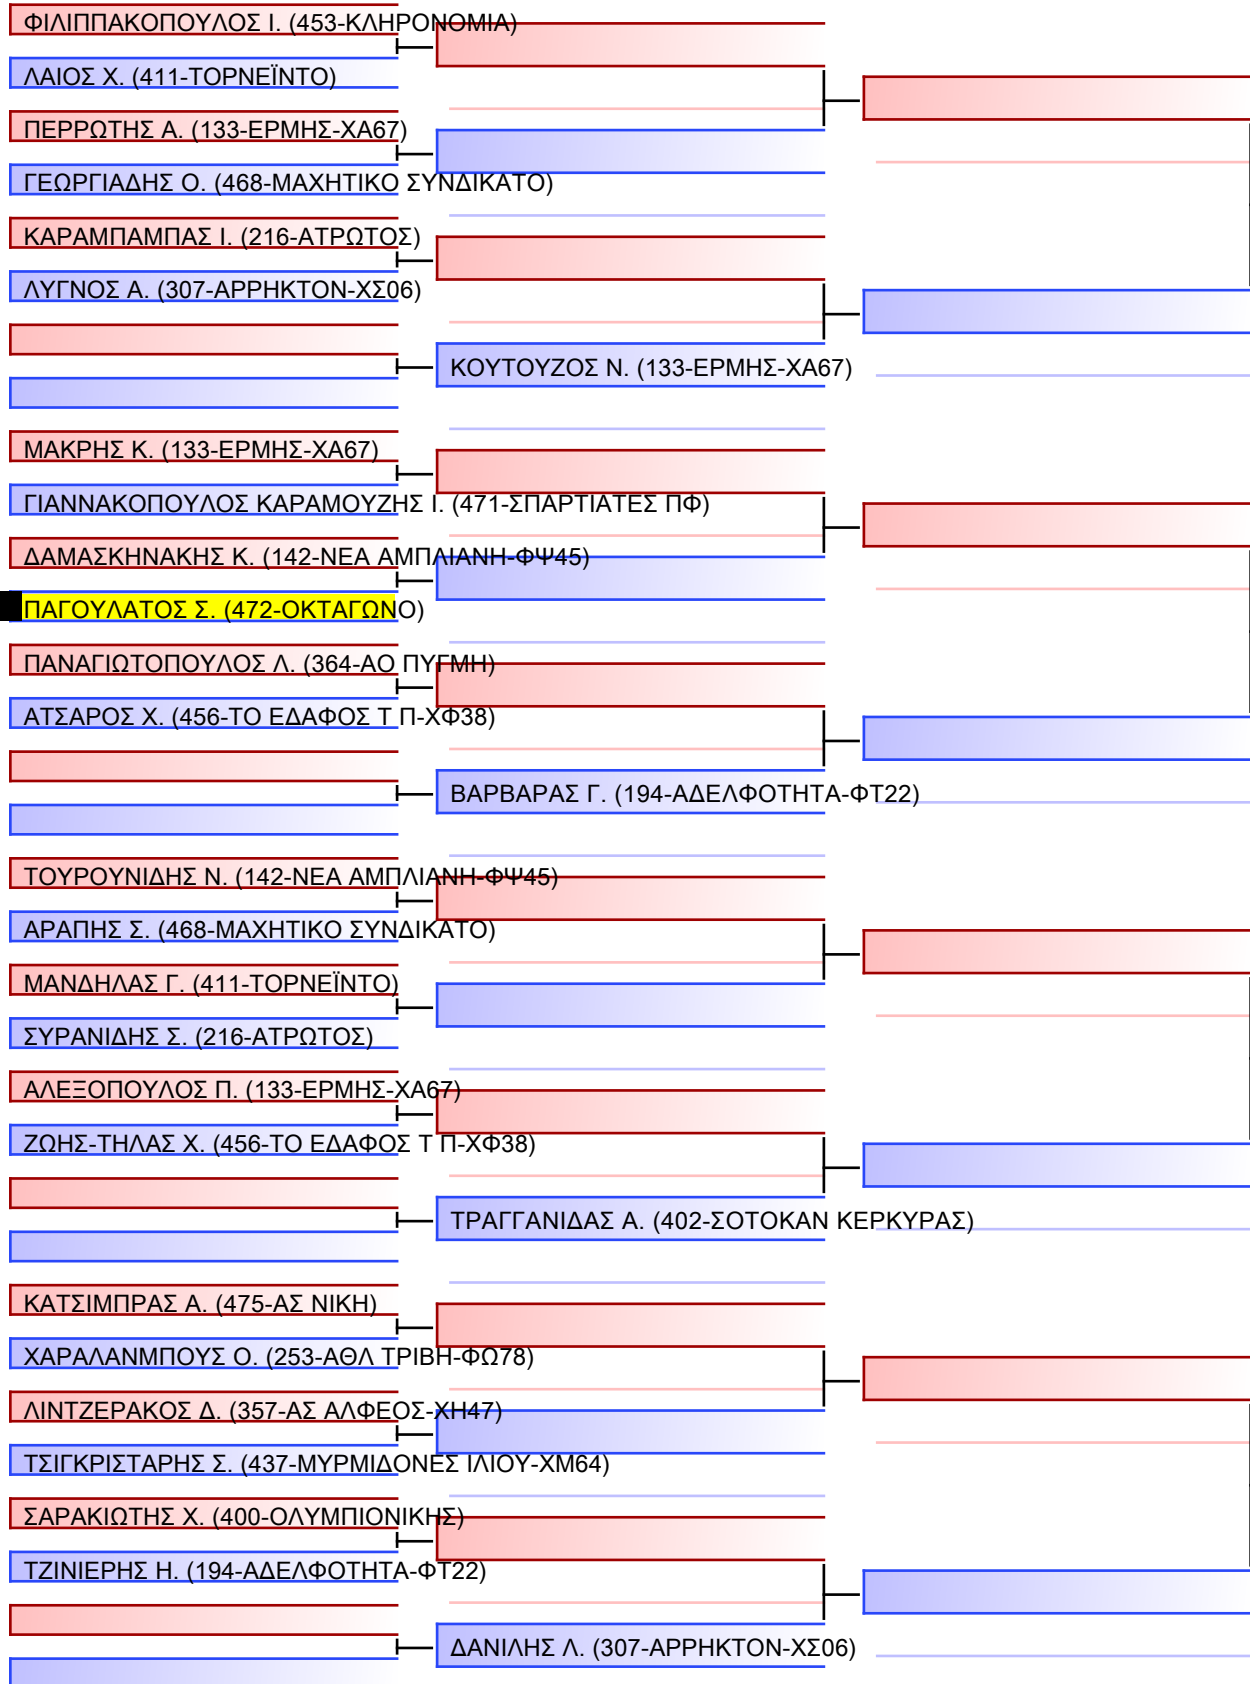 ΦΙΛΙΠΠΑΚΟΠΟΥΛΟΣ Ι. (453-ΚΛΗΡΟΝΟΜΙΑ)
ΛΑΙΟΣ Χ. (411-ΤΟΡΝΕΪΝΤΟ)
ΠΕΡΡΩΤΗΣ Α. (133-ΕΡΜΗΣ-ΧΑ67)
ΓΕΩΡΓΙΑΔΗΣ Ο. (468-ΜΑΧΗΤΙΚΟ ΣΥΝΔΙΚΑΤΟ)
ΚΑΡΑΜΠΑΜΠΑΣ Ι. (216-ΑΤΡΩΤΟΣ)
ΛΥΓΝΟΣ Α. (307-ΑΡΡΗΚΤΟΝ-ΧΣ06)
ΚΟΥΤΟΥΖΟΣ Ν. (133-ΕΡΜΗΣ-ΧΑ67)
ΜΑΚΡΗΣ Κ. (133-ΕΡΜΗΣ-ΧΑ67)
ΓΙΑΝΝΑΚΟΠΟΥΛΟΣ ΚΑΡΑΜΟΥΖΗΣ Ι. (471-ΣΠΑΡΤΙΑΤΕΣ ΠΦ)
ΔΑΜΑΣΚΗΝΑΚΗΣ Κ. (142-ΝΕΑ ΑΜΠΛΙΑΝΗ-ΦΨ45)
ΠΑΓΟΥΛΑΤΟΣ Σ. (472-ΟΚΤΑΓΩΝΟ)
ΠΑΝΑΓΙΩΤΟΠΟΥΛΟΣ Λ. (364-ΑΟ ΠΥΓΜΗ)
ΑΤΣΑΡΟΣ Χ. (456-ΤΟ ΕΔΑΦΟΣ Τ Π-ΧΦ38)
ΒΑΡΒΑΡΑΣ Γ. (194-ΑΔΕΛΦΟΤΗΤΑ-ΦΤ22)
ΤΟΥΡΟΥΝΙΔΗΣ Ν. (142-ΝΕΑ ΑΜΠΛΙΑΝΗ-ΦΨ45)
ΑΡΑΠΗΣ Σ. (468-ΜΑΧΗΤΙΚΟ ΣΥΝΔΙΚΑΤΟ)
ΜΑΝΔΗΛΑΣ Γ. (411-ΤΟΡΝΕΪΝΤΟ)
ΣΥΡΑΝΙΔΗΣ Σ. (216-ΑΤΡΩΤΟΣ)
ΑΛΕΞΟΠΟΥΛΟΣ Π. (133-ΕΡΜΗΣ-ΧΑ67)
ΖΩΗΣ-ΤΗΛΑΣ Χ. (456-ΤΟ ΕΔΑΦΟΣ Τ Π-ΧΦ38)
ΤΡΑΓΓΑΝΙΔΑΣ Α. (402-ΣΟΤΟΚΑΝ ΚΕΡΚΥΡΑΣ)
ΚΑΤΣΙΜΠΡΑΣ Α. (475-ΑΣ ΝΙΚΗ)
ΧΑΡΑΛΑΝΜΠΟΥΣ Ο. (253-ΑΘΛ ΤΡΙΒΗ-ΦΩ78)
ΛΙΝΤΖΕΡΑΚΟΣ Δ. (357-ΑΣ ΑΛΦΕΟΣ-ΧΗ47)
ΤΣΙΓΚΡΙΣΤΑΡΗΣ Σ. (437-ΜΥΡΜΙΔΟΝΕΣ ΙΛΙΟΥ-ΧΜ64)
ΣΑΡΑΚΙΩΤΗΣ Χ. (400-ΟΛΥΜΠΙΟΝΙΚΗΣ)
ΤΖΙΝΙΕΡΗΣ Η. (194-ΑΔΕΛΦΟΤΗΤΑ-ΦΤ22)
ΔΑΝΙΛΗΣ Λ. (307-ΑΡΡΗΚΤΟΝ-ΧΣ06)